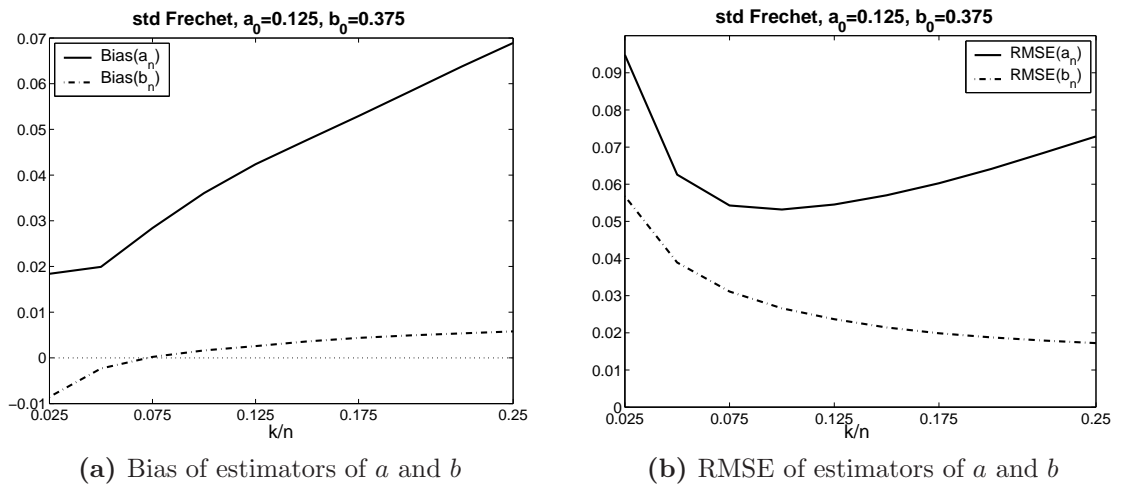 std Frechet, a₀=0.125, b₀=0.375
0.07
0.06
0.05
0.04
0.03
0.02
0.01
0
−0.01
Bias(aₙ)
Bias(bₙ)
0.025
0.075
0.125
0.175
0.25
k/n
(a) Bias of estimators of a and b
std Frechet, a₀=0.125, b₀=0.375
0.09
0.08
0.07
0.06
0.05
0.04
0.03
0.02
0.01
0
RMSE(aₙ)
RMSE(bₙ)
0.025
0.075
0.125
0.175
0.25
k/n
(b) RMSE of estimators of a and b